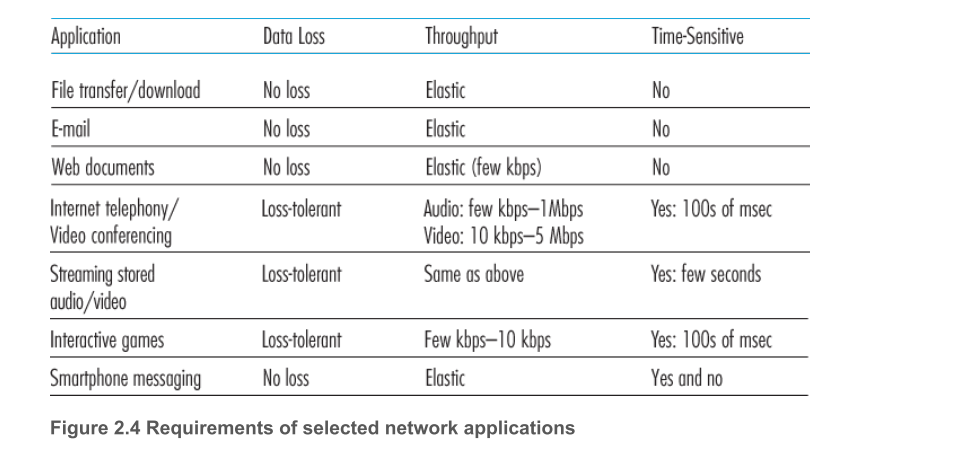 Application Data Loss Throughput Time-Sensitive
File transfer/download No loss Elastic No
E-mail No loss Elastic No
Web documents No loss Elastic (few kbps) No
Internet telephony/ Loss-tolerant Audio: few kbps–1Mbps Yes: 100s of msec
Video conferencing Video: 10 kbps–5 Mbps
Streaming stored Loss-tolerant Same as above Yes: few seconds
audio/video
Interactive games Loss-tolerant Few kbps–10 kbps Yes: 100s of msec
Smartphone messaging No loss Elastic Yes and no
Figure 2.4 Requirements of selected network applications